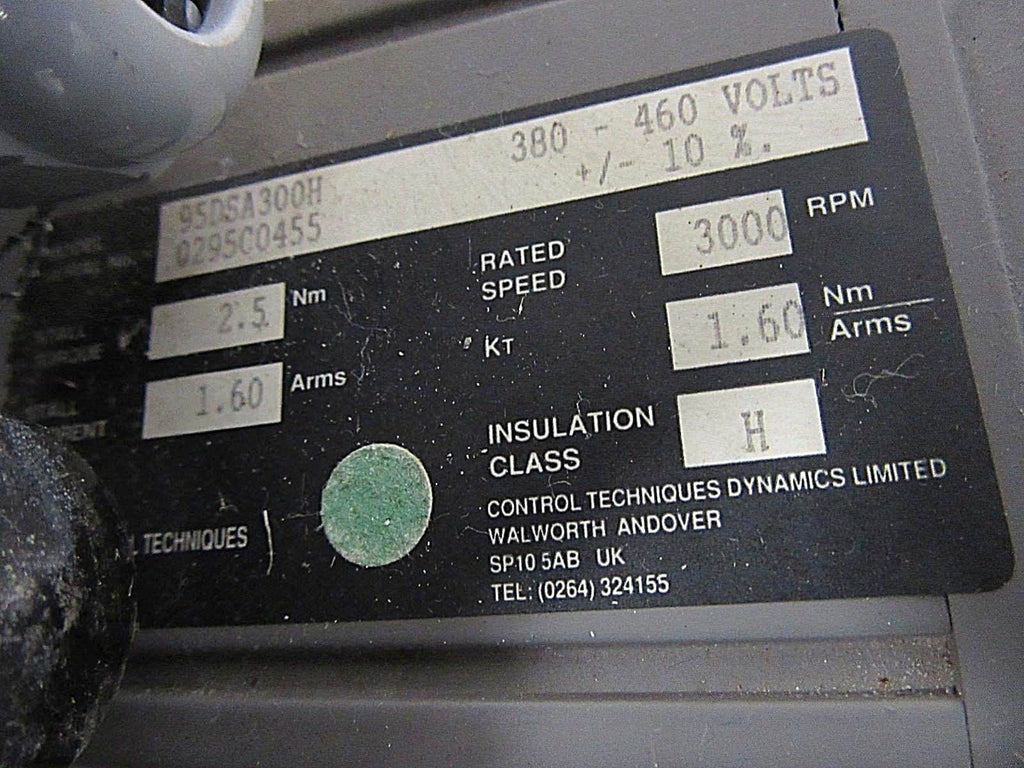 380 - 460 VOLTS
+/- 10 %.
95DSA300H
0295C0455
2.5 Nm
RATED
SPEED
3000 RPM
1.60 Arms
KT
1.60 Nm
Arms
INSULATION
CLASS
H
TECHNIQUES
CONTROL TECHNIQUES DYNAMICS LIMITED
WALWORTH ANDOVER
SP10 5AB UK
TEL: (0264) 324155